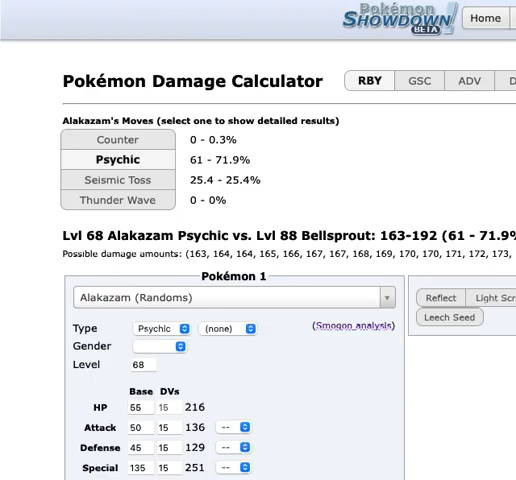 Pokémon
SHOWDOWN!
BETA
Home
Pokémon Damage Calculator
RBY GSC ADV D
Alakazam's Moves (select one to show detailed results)
Counter 0 - 0.3%
Psychic 61 - 71.9%
Seismic Toss 25.4 - 25.4%
Thunder Wave 0 - 0%
Lvl 68 Alakazam Psychic vs. Lvl 88 Bellsprout: 163-192 (61 - 71.9%
Possible damage amounts: (163, 164, 164, 165, 166, 167, 167, 168, 169, 170, 170, 171, 172, 173,
Pokémon 1
Alakazam (Randoms)
Reflect Light Scr
Leech Seed
Type Psychic (none) (Smogon analysis)
Gender
Level 68
Base DVs
HP 55 15 216
Attack 50 15 136 --
Defense 45 15 129 --
Special 135 15 251 --